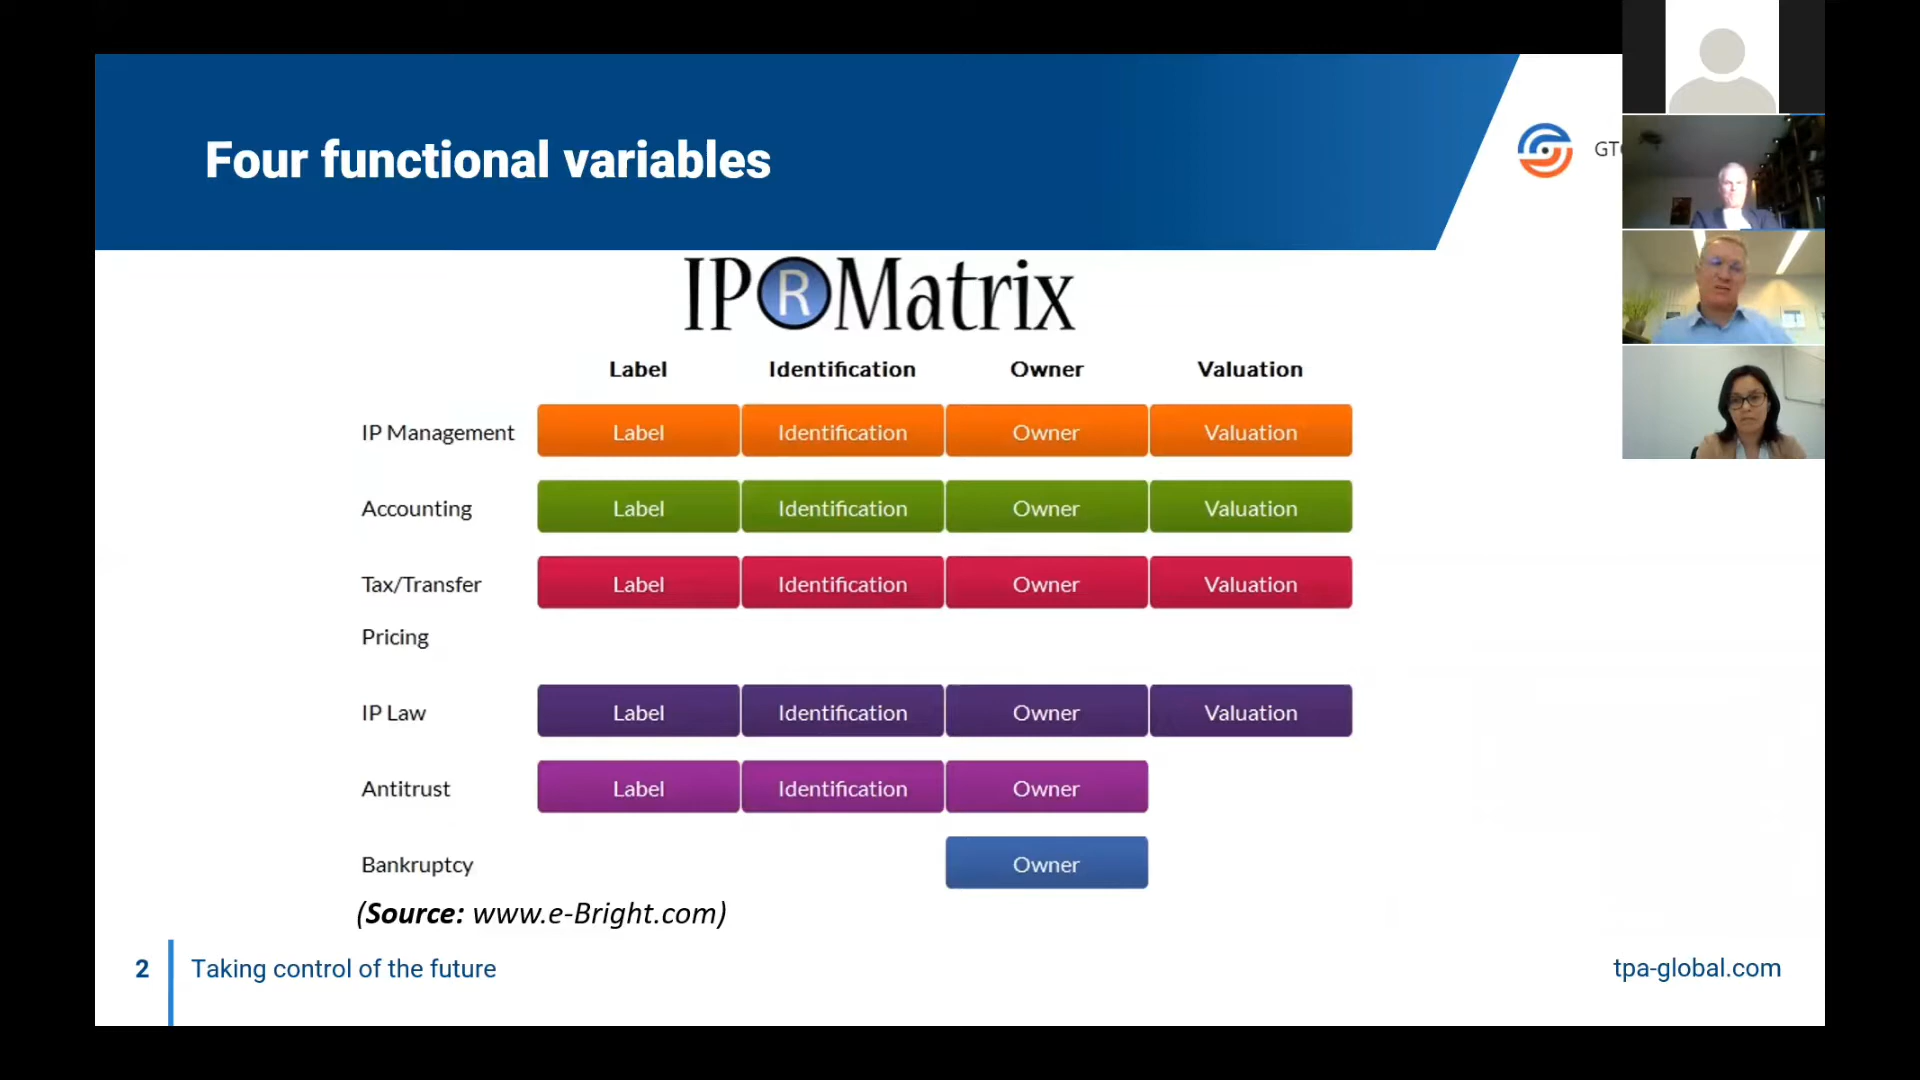 Four functional variables
GT
IP R Matrix
Label Identification Owner Valuation
IP Management Label Identification Owner Valuation
Accounting Label Identification Owner Valuation
Tax/Transfer Label Identification Owner Valuation
Pricing
IP Law Label Identification Owner Valuation
Antitrust Label Identification Owner
Bankruptcy Owner
(Source: www.e-Bright.com)
2 Taking control of the future tpa-global.com